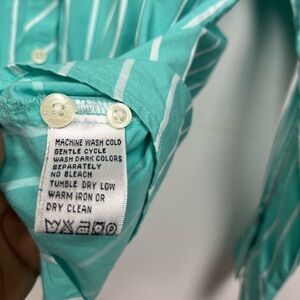 MACHINE WASH COLD
GENTLE CYCLE
WASH DARK COLORS
SEPARATELY
NO BLEACH
TUMBLE DRY LOW
WARM IRON OR
DRY CLEAN